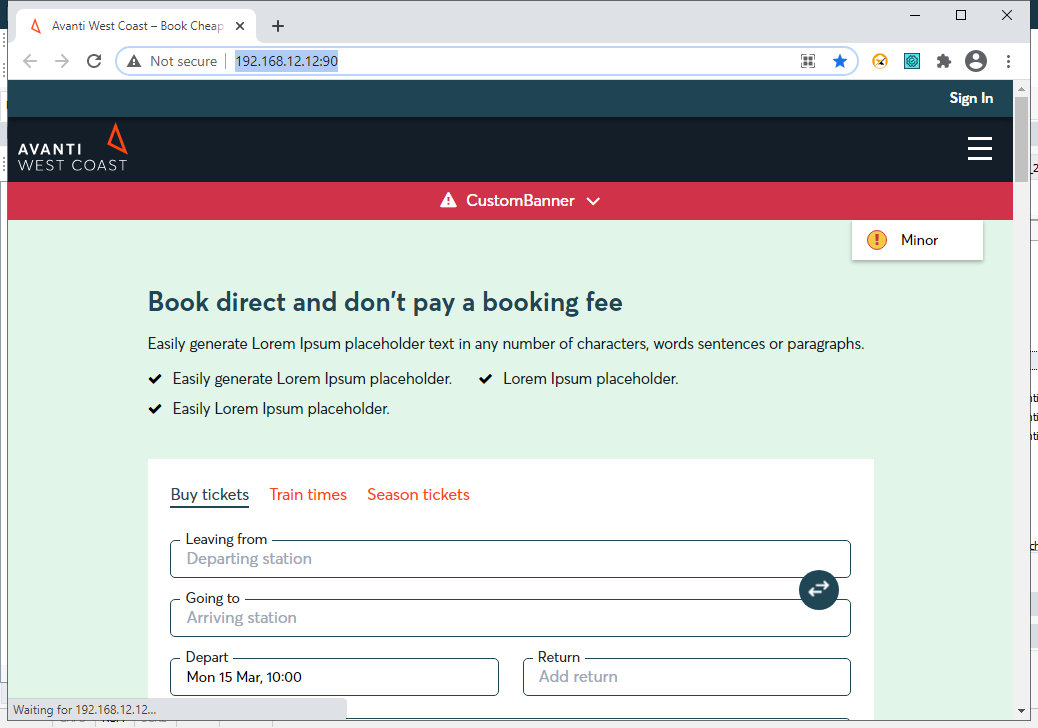 Avanti West Coast – Book Cheap
Not secure
192.168.12.12:90
Sign In
AVANTI
WEST COAST
CustomBanner
Minor
Book direct and don't pay a booking fee
Easily generate Lorem Ipsum placeholder text in any number of characters, words sentences or paragraphs.
Easily generate Lorem Ipsum placeholder. Lorem Ipsum placeholder.
Easily Lorem Ipsum placeholder.
Buy tickets Train times Season tickets
Leaving from
Departing station
Going to
Arriving station
Depart Return
Mon 15 Mar, 10:00 Add return
Waiting for 192.168.12.12...